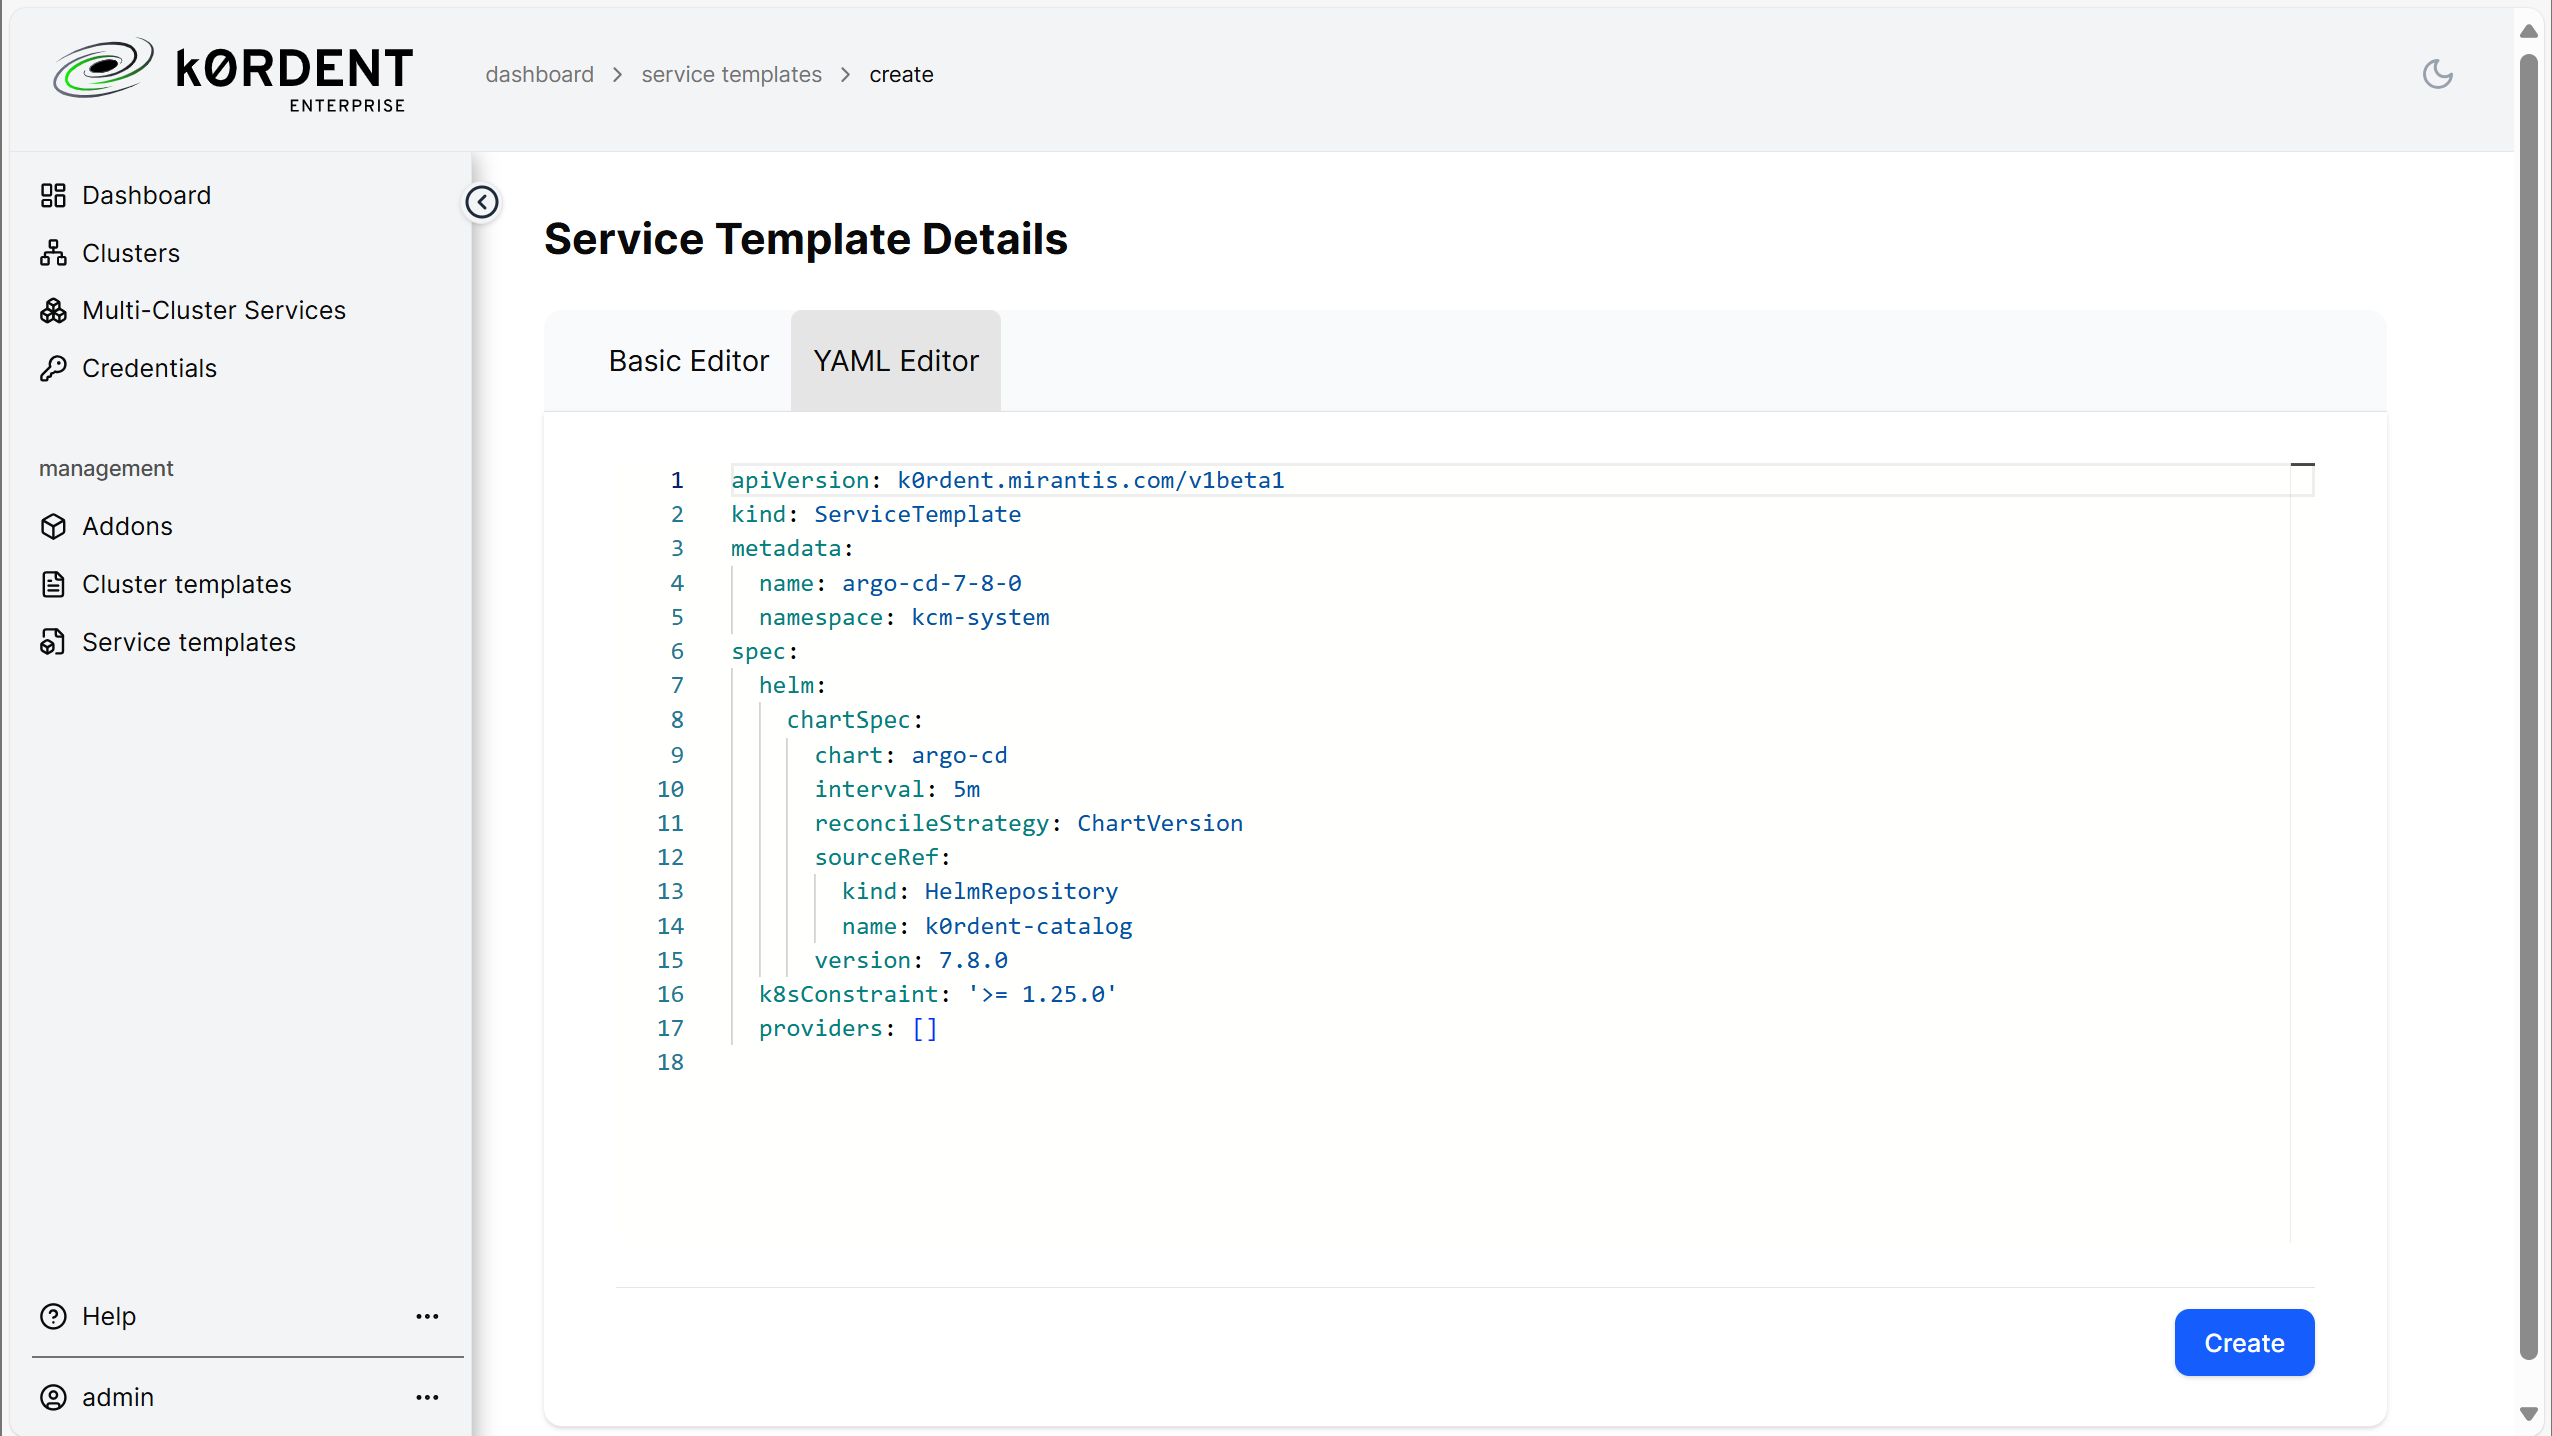 k0RDENT
ENTERPRISE
dashboard > service templates > create
Dashboard
Clusters
Multi-Cluster Services
Credentials
management
Addons
Cluster templates
Service templates
Help
admin
Service Template Details
Basic Editor YAML Editor
1 apiVersion: k0rdent.mirantis.com/v1beta1
2 kind: ServiceTemplate
3 metadata:
4   name: argo-cd-7-8-0
5   namespace: kcm-system
6 spec:
7   helm:
8     chartSpec:
9       chart: argo-cd
10       interval: 5m
11       reconcileStrategy: ChartVersion
12       sourceRef:
13         kind: HelmRepository
14         name: k0rdent-catalog
15       version: 7.8.0
16   k8sConstraint: '>= 1.25.0'
17   providers: []
18
Create